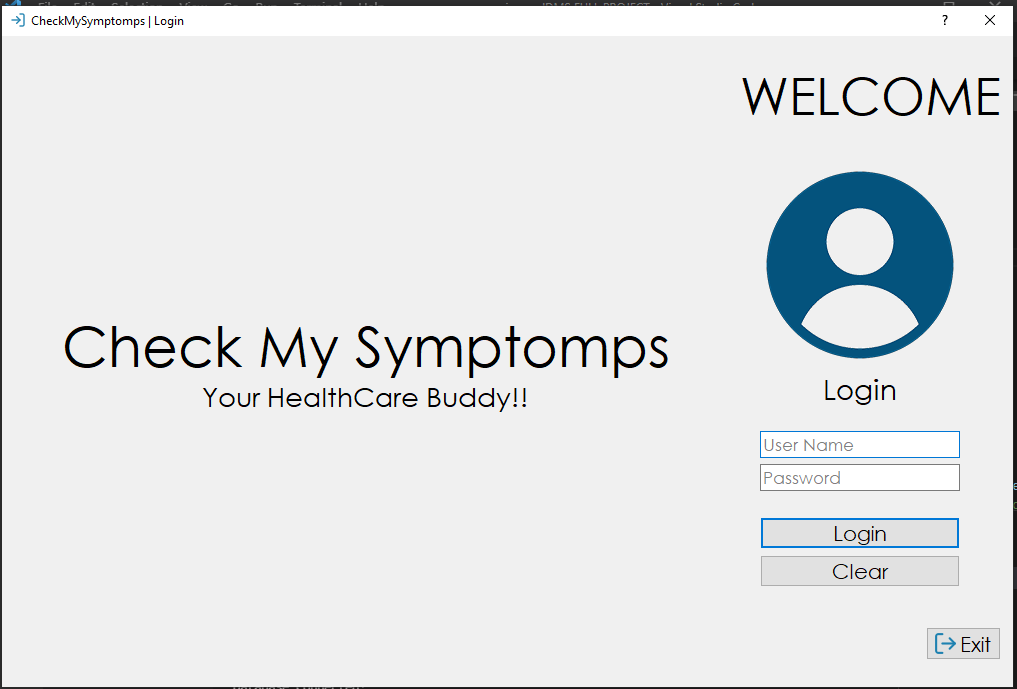 CheckMySymptomps | Login
?
WELCOME
Check My Symptomps
Your HealthCare Buddy!!
Login
User Name
Password
Login
Clear
Exit